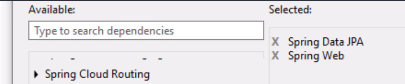 Available:
Selected:
Type to search dependencies
X Spring Data JPA
X Spring Web
Spring Cloud Routing